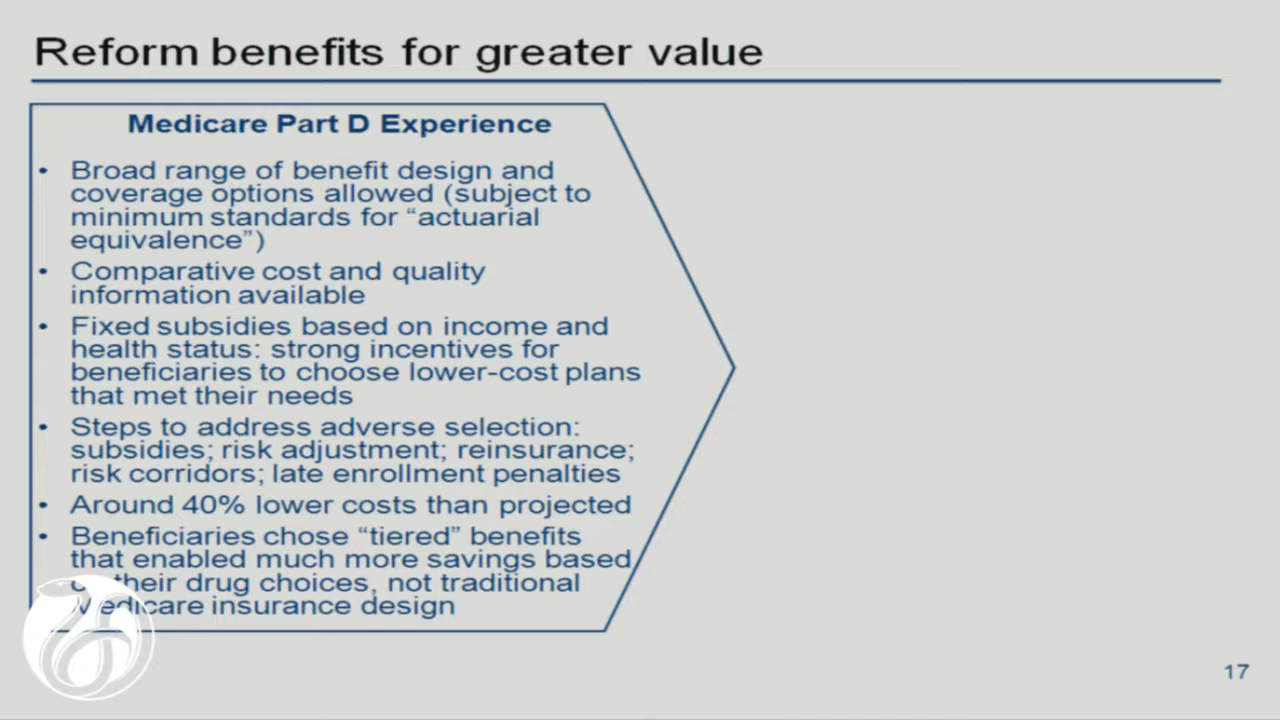 Reform benefits for greater value
Medicare Part D Experience
• Broad range of benefit design and
coverage options allowed (subject to
minimum standards for “actuarial
equivalence”)
• Comparative cost and quality
information available
• Fixed subsidies based on income and
health status: strong incentives for
beneficiaries to choose lower-cost plans
that met their needs
• Steps to address adverse selection:
subsidies; risk adjustment; reinsurance;
risk corridors; late enrollment penalties
• Around 40% lower costs than projected
• Beneficiaries chose “tiered” benefits
that enabled much more savings based
their drug choices, not traditional
Medicare insurance design
17